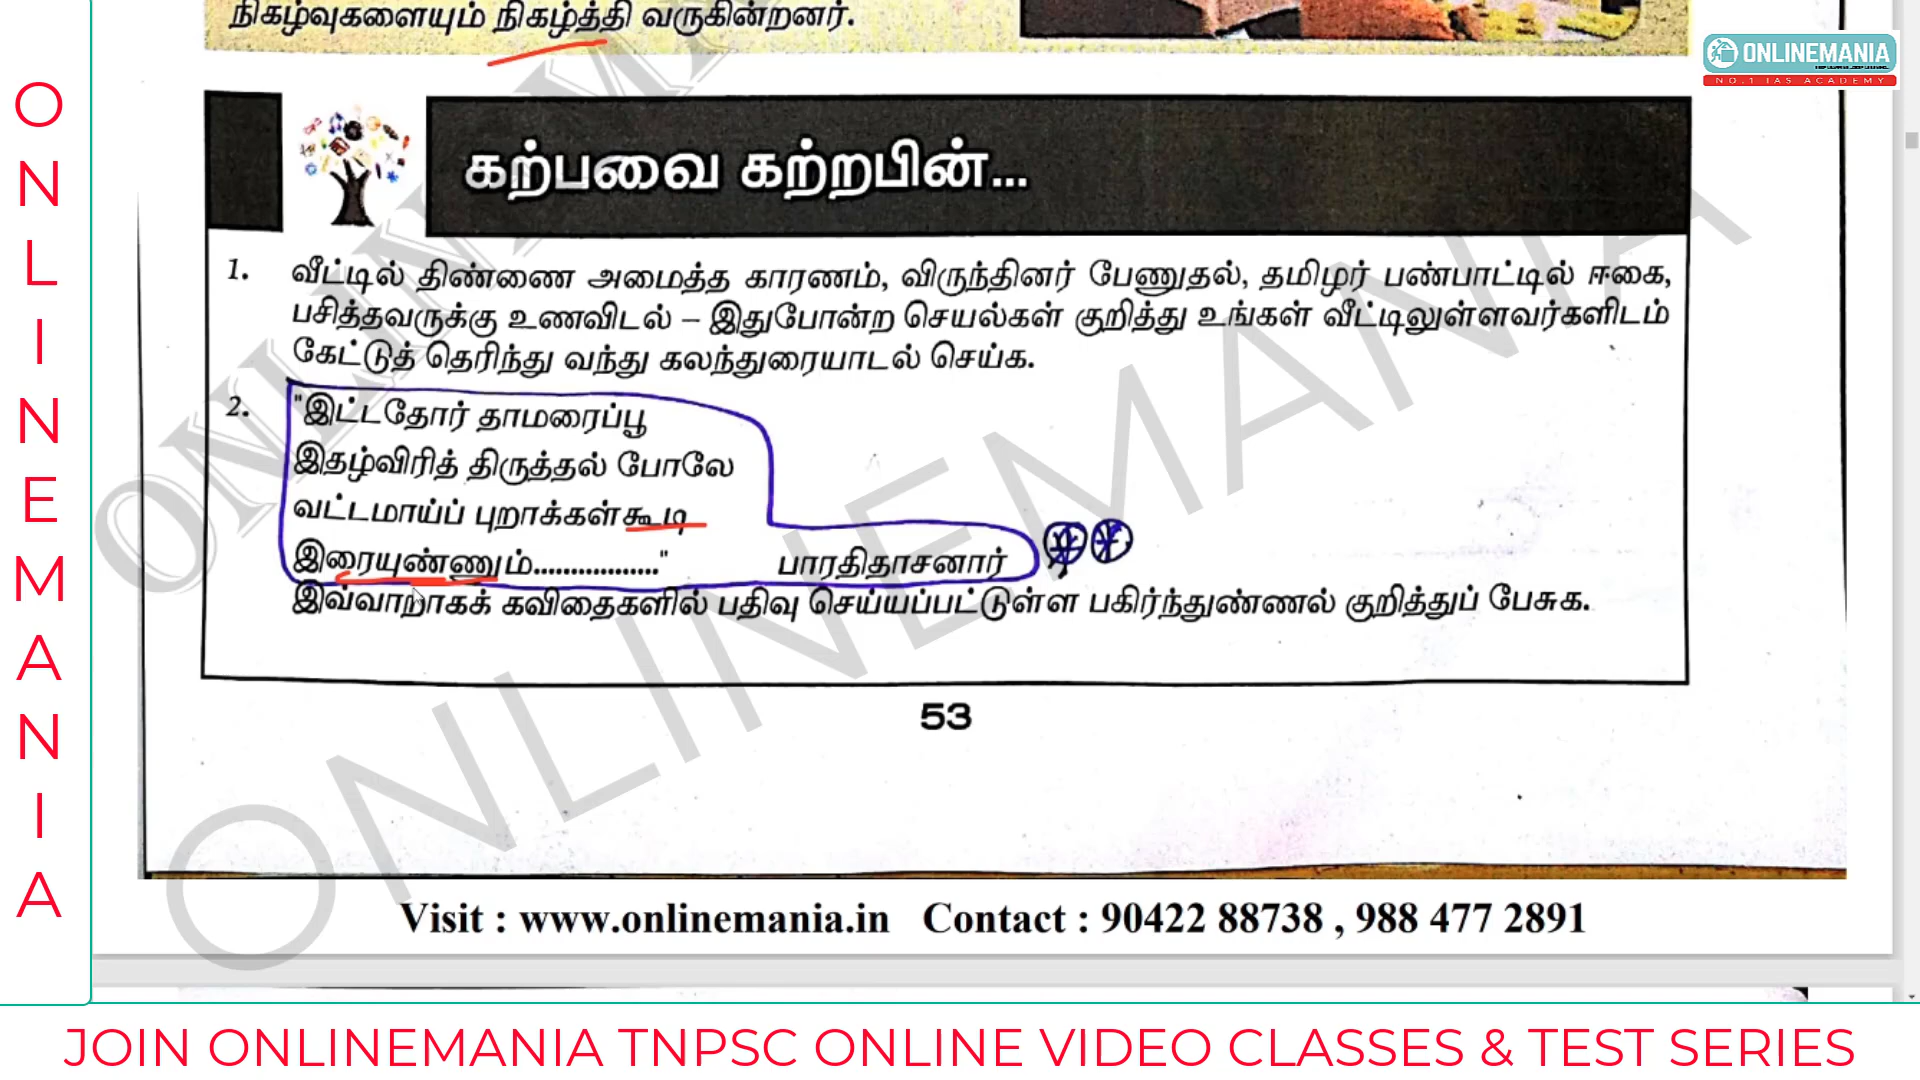 நிகழ்வுகளையும் நிகழ்த்தி வருகின்றனர்.
ONLINEMANIA
NO.1 IAS ACADEMY
கற்பவை கற்றபின்...
1. வீட்டில் திண்ணை அமைத்த காரணம், விருந்தினர் பேணுதல், தமிழர் பண்பாட்டில் ஈகை,
பசித்தவருக்கு உணவிடல் – இதுபோன்ற செயல்கள் குறித்து உங்கள் வீட்டிலுள்ளவர்களிடம்
கேட்டுத் தெரிந்து வந்து கலந்துரையாடல் செய்க.
2. "இட்டதோர் தாமரைப்பூ
இதழ்விரித் திருத்தல் போலே
வட்டமாய்ப் புறாக்கள்கூடி
இரையுண்ணும்................." பாரதிதாசனார்
இவ்வாறாகக் கவிதைகளில் பதிவு செய்யப்பட்டுள்ள பகிர்ந்துண்ணல் குறித்துப் பேசுக.
53
ONLINEMANIA
ONLINEMANIA
Visit : www.onlinemania.in Contact : 90422 88738 , 988 477 2891
JOIN ONLINEMANIA TNPSC ONLINE VIDEO CLASSES & TEST SERIES